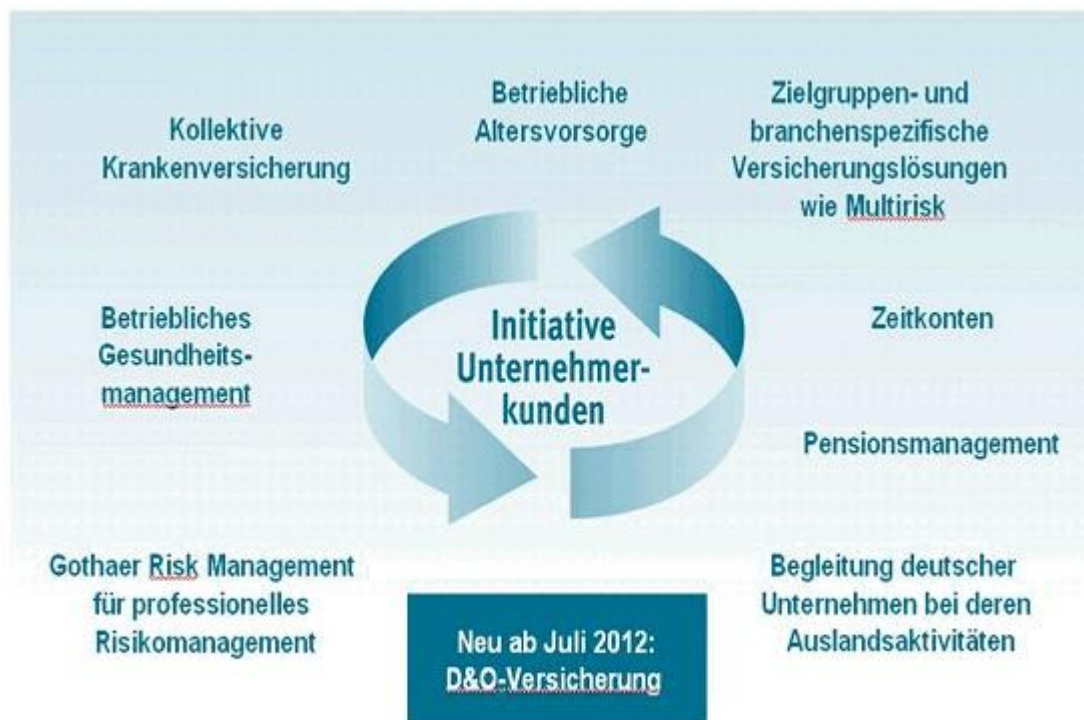 Kollektive
Krankenversicherung
Betriebliche
Altersvorsorge
Zielgruppen- und
branchenspezifische
Versicherungslösungen
wie Multirisk
Betriebliches
Gesundheits-
management
Initiative
Unternehmer-
kunden
Zeitkonten
Pensionsmanagement
Gothaer Risk Management
für professionelles
Risikomanagement
Neu ab Juli 2012:
D&O-Versicherung
Begleitung deutscher
Unternehmen bei deren
Auslandsaktivitäten